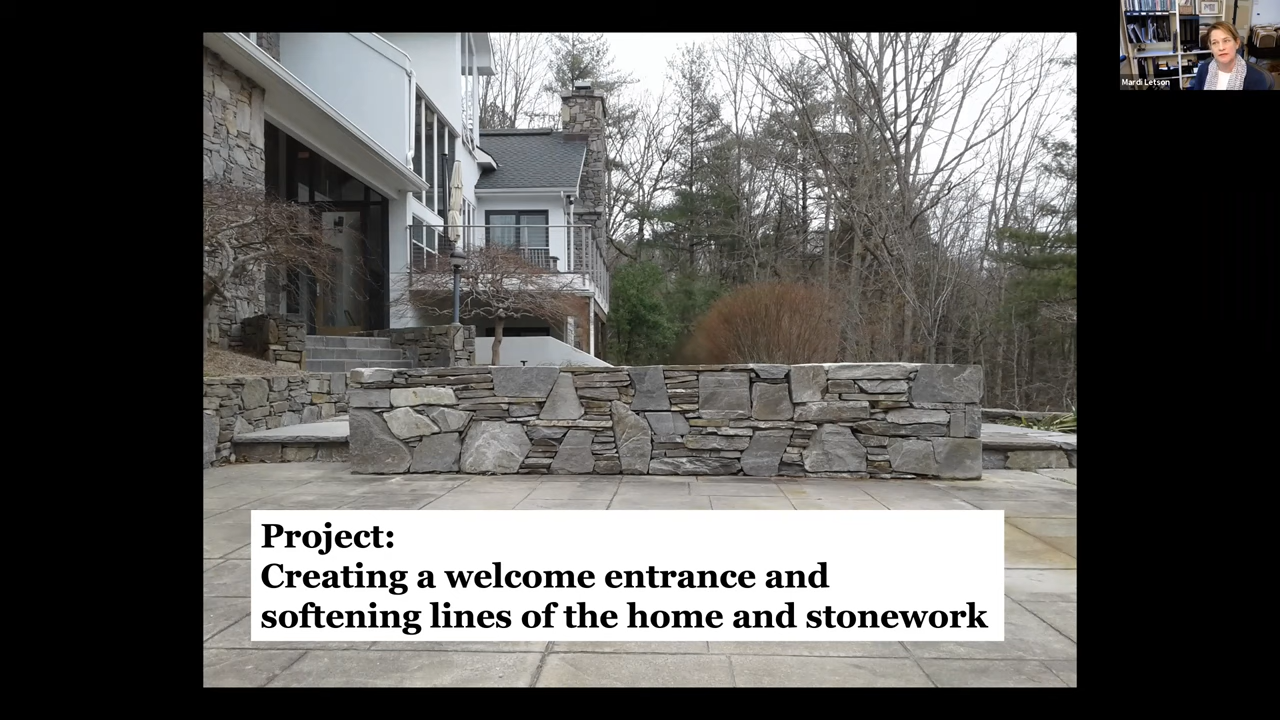 Mardi Letson
Project:
Creating a welcome entrance and
softening lines of the home and stonework